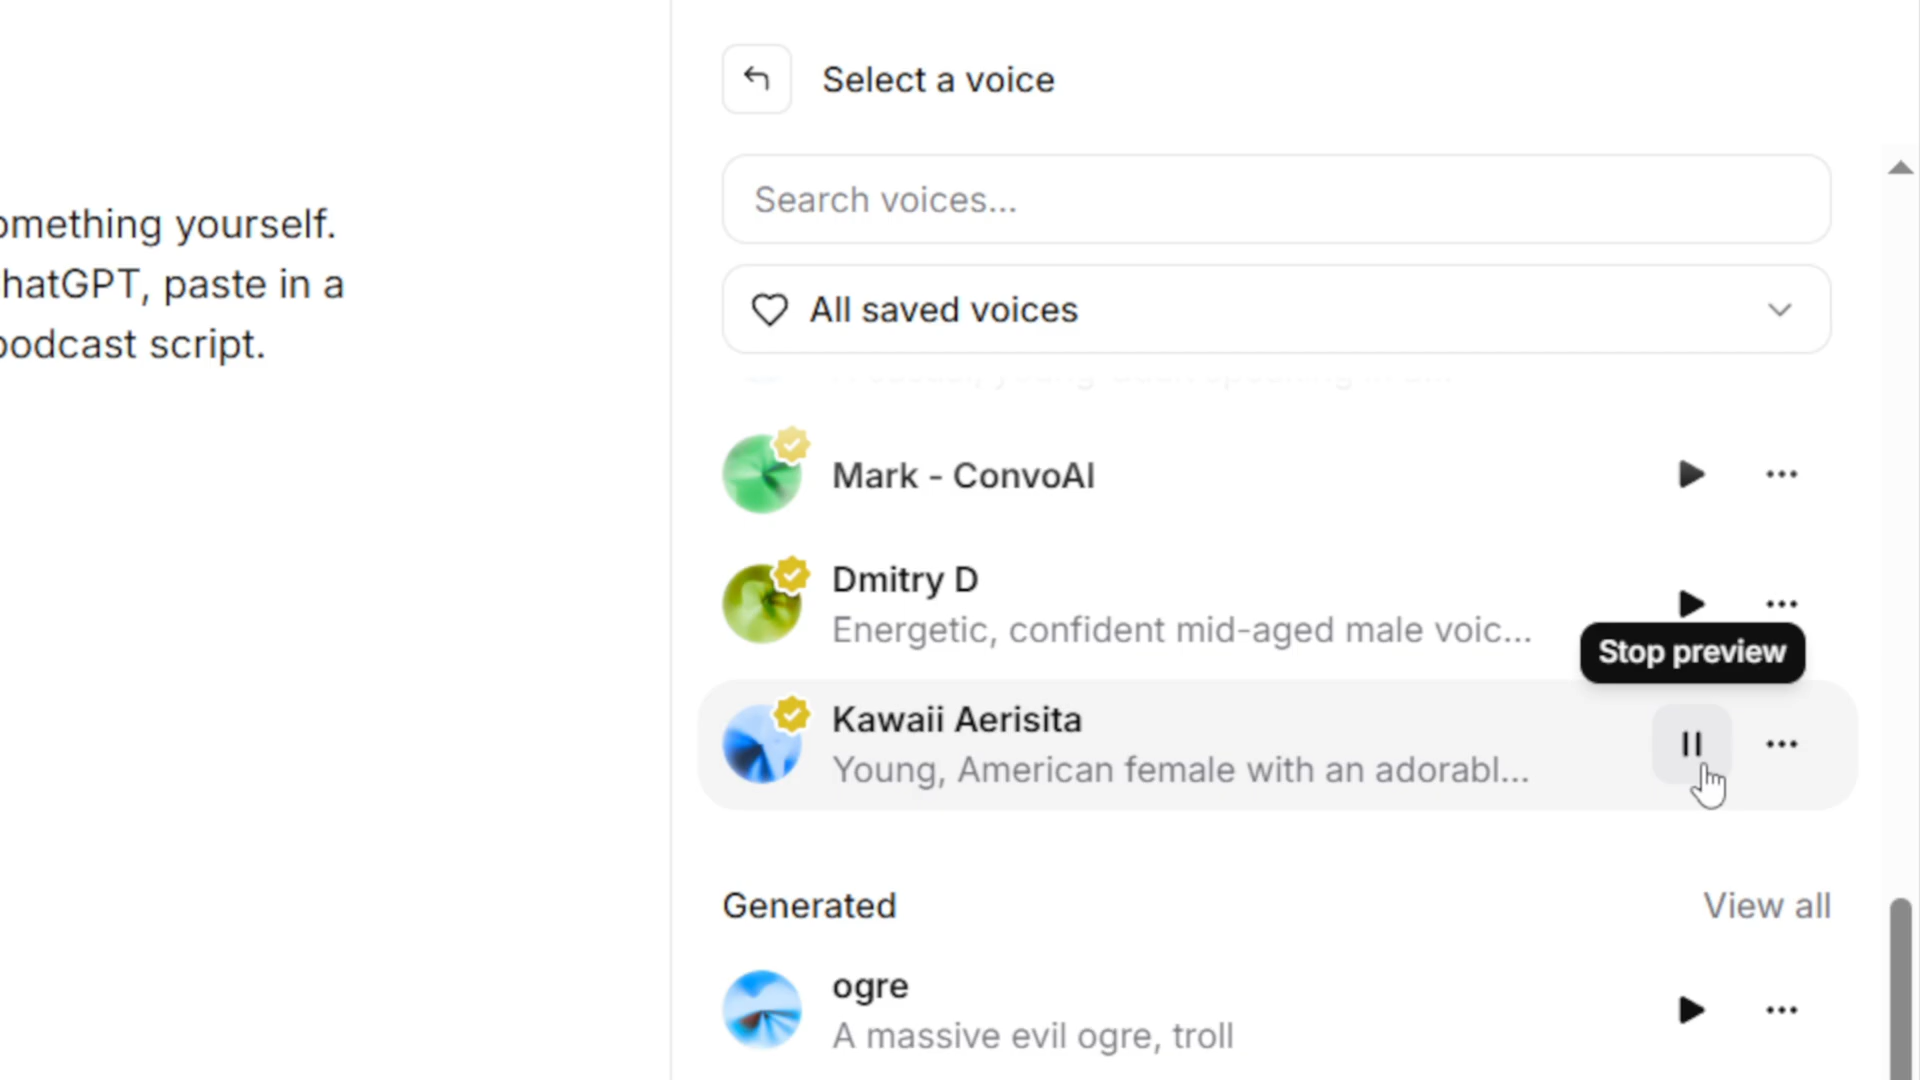 Select a voice
Search voices...
omething yourself.
hatGPT, paste in a
podcast script.
All saved voices
Mark - ConvoAI
Dmitry D
Energetic, confident mid-aged male voic...
Stop preview
Kawaii Aerisita
Young, American female with an adorabl...
Generated
View all
ogre
A massive evil ogre, troll